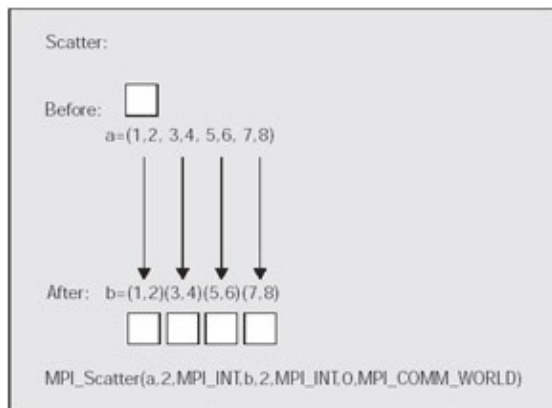 Scatter:
Before:
a=(1,2, 3,4, 5,6, 7,8)
After: b=(1,2)(3,4)(5,6)(7,8)
MPI_Scatter(a,2,MPI_INT,b,2,MPI_INT,0,MPI_COMM_WORLD)